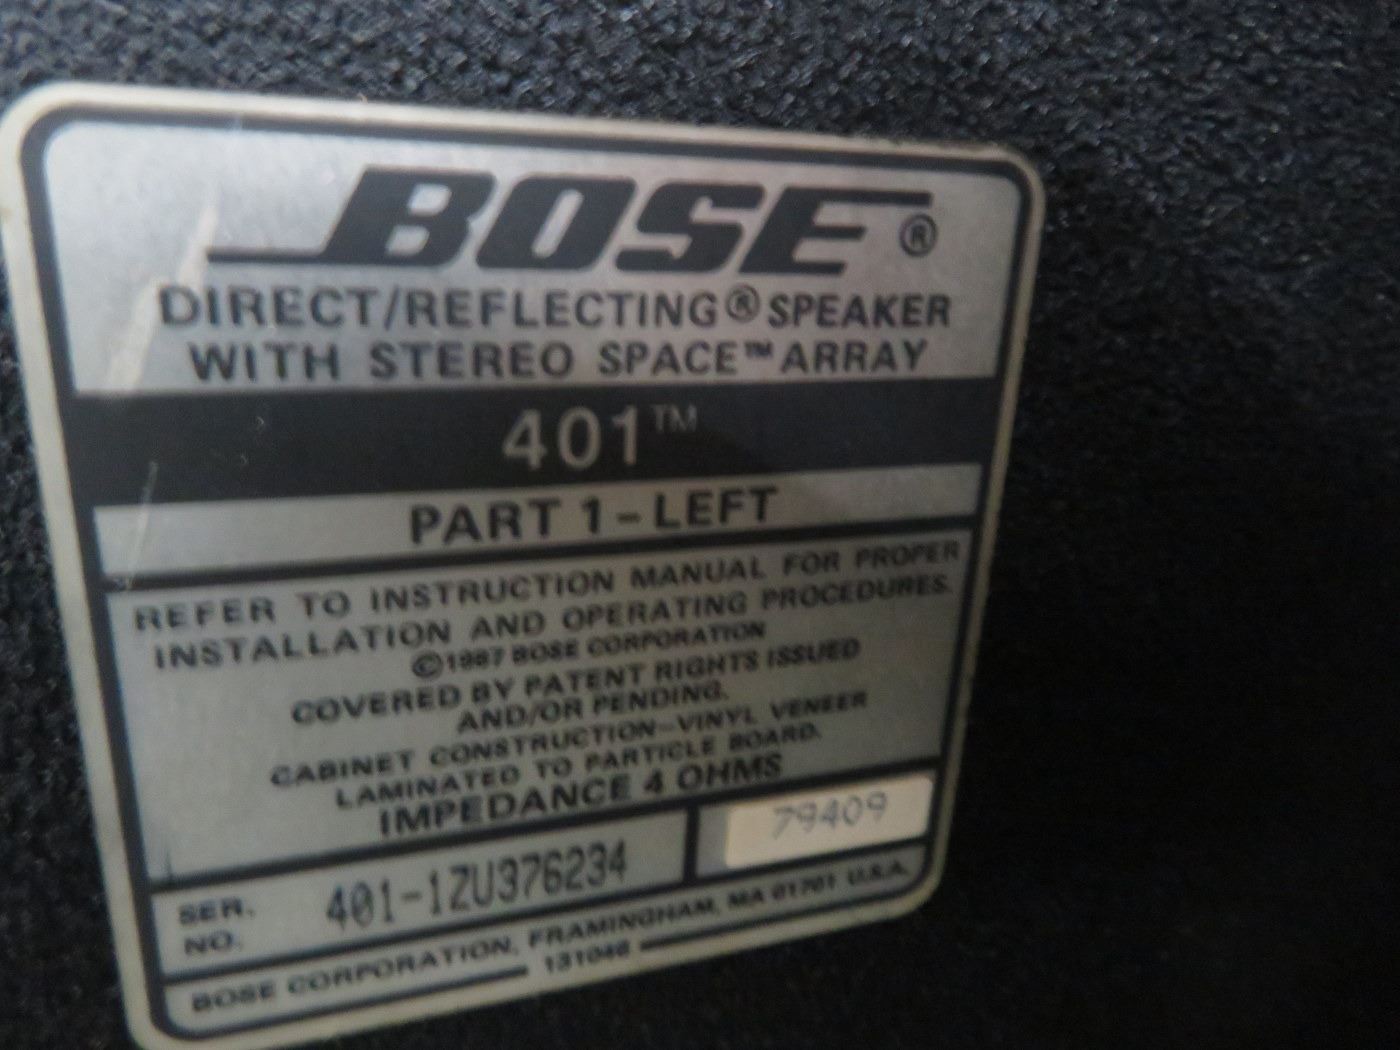 BOSE®
DIRECT/REFLECTING® SPEAKER
WITH STEREO SPACE™ ARRAY
401™
PART 1 - LEFT
REFER TO INSTRUCTION MANUAL FOR PROPER
INSTALLATION AND OPERATING PROCEDURES.
©1987 BOSE CORPORATION
COVERED BY PATENT RIGHTS ISSUED
AND/OR PENDING.
CABINET CONSTRUCTION-VINYL VENEER
LAMINATED TO PARTICLE BOARD.
IMPEDANCE 4 OHMS
79409
SER. NO. 401-1ZU376234
BOSE CORPORATION, FRAMINGHAM, MA 01701 U.S.A.
131046